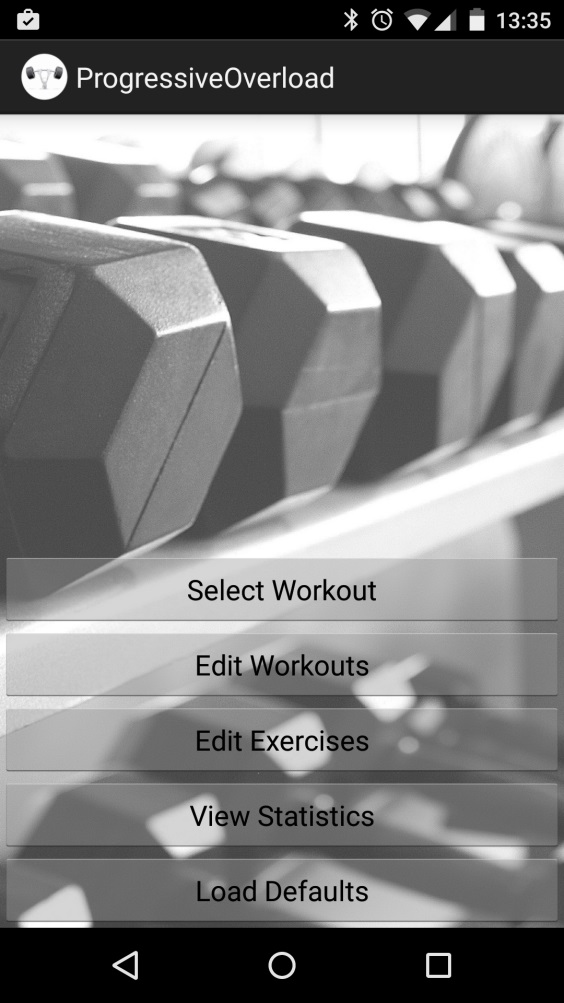 13:35
ProgressiveOverload
Select Workout
Edit Workouts
Edit Exercises
View Statistics
Load Defaults